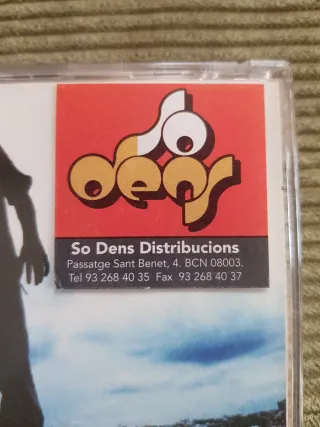 So
dens
So Dens Distribucions
Passatge Sant Benet, 4. BCN 08003.
Tel 93 268 40 35 Fax 93 268 40 37